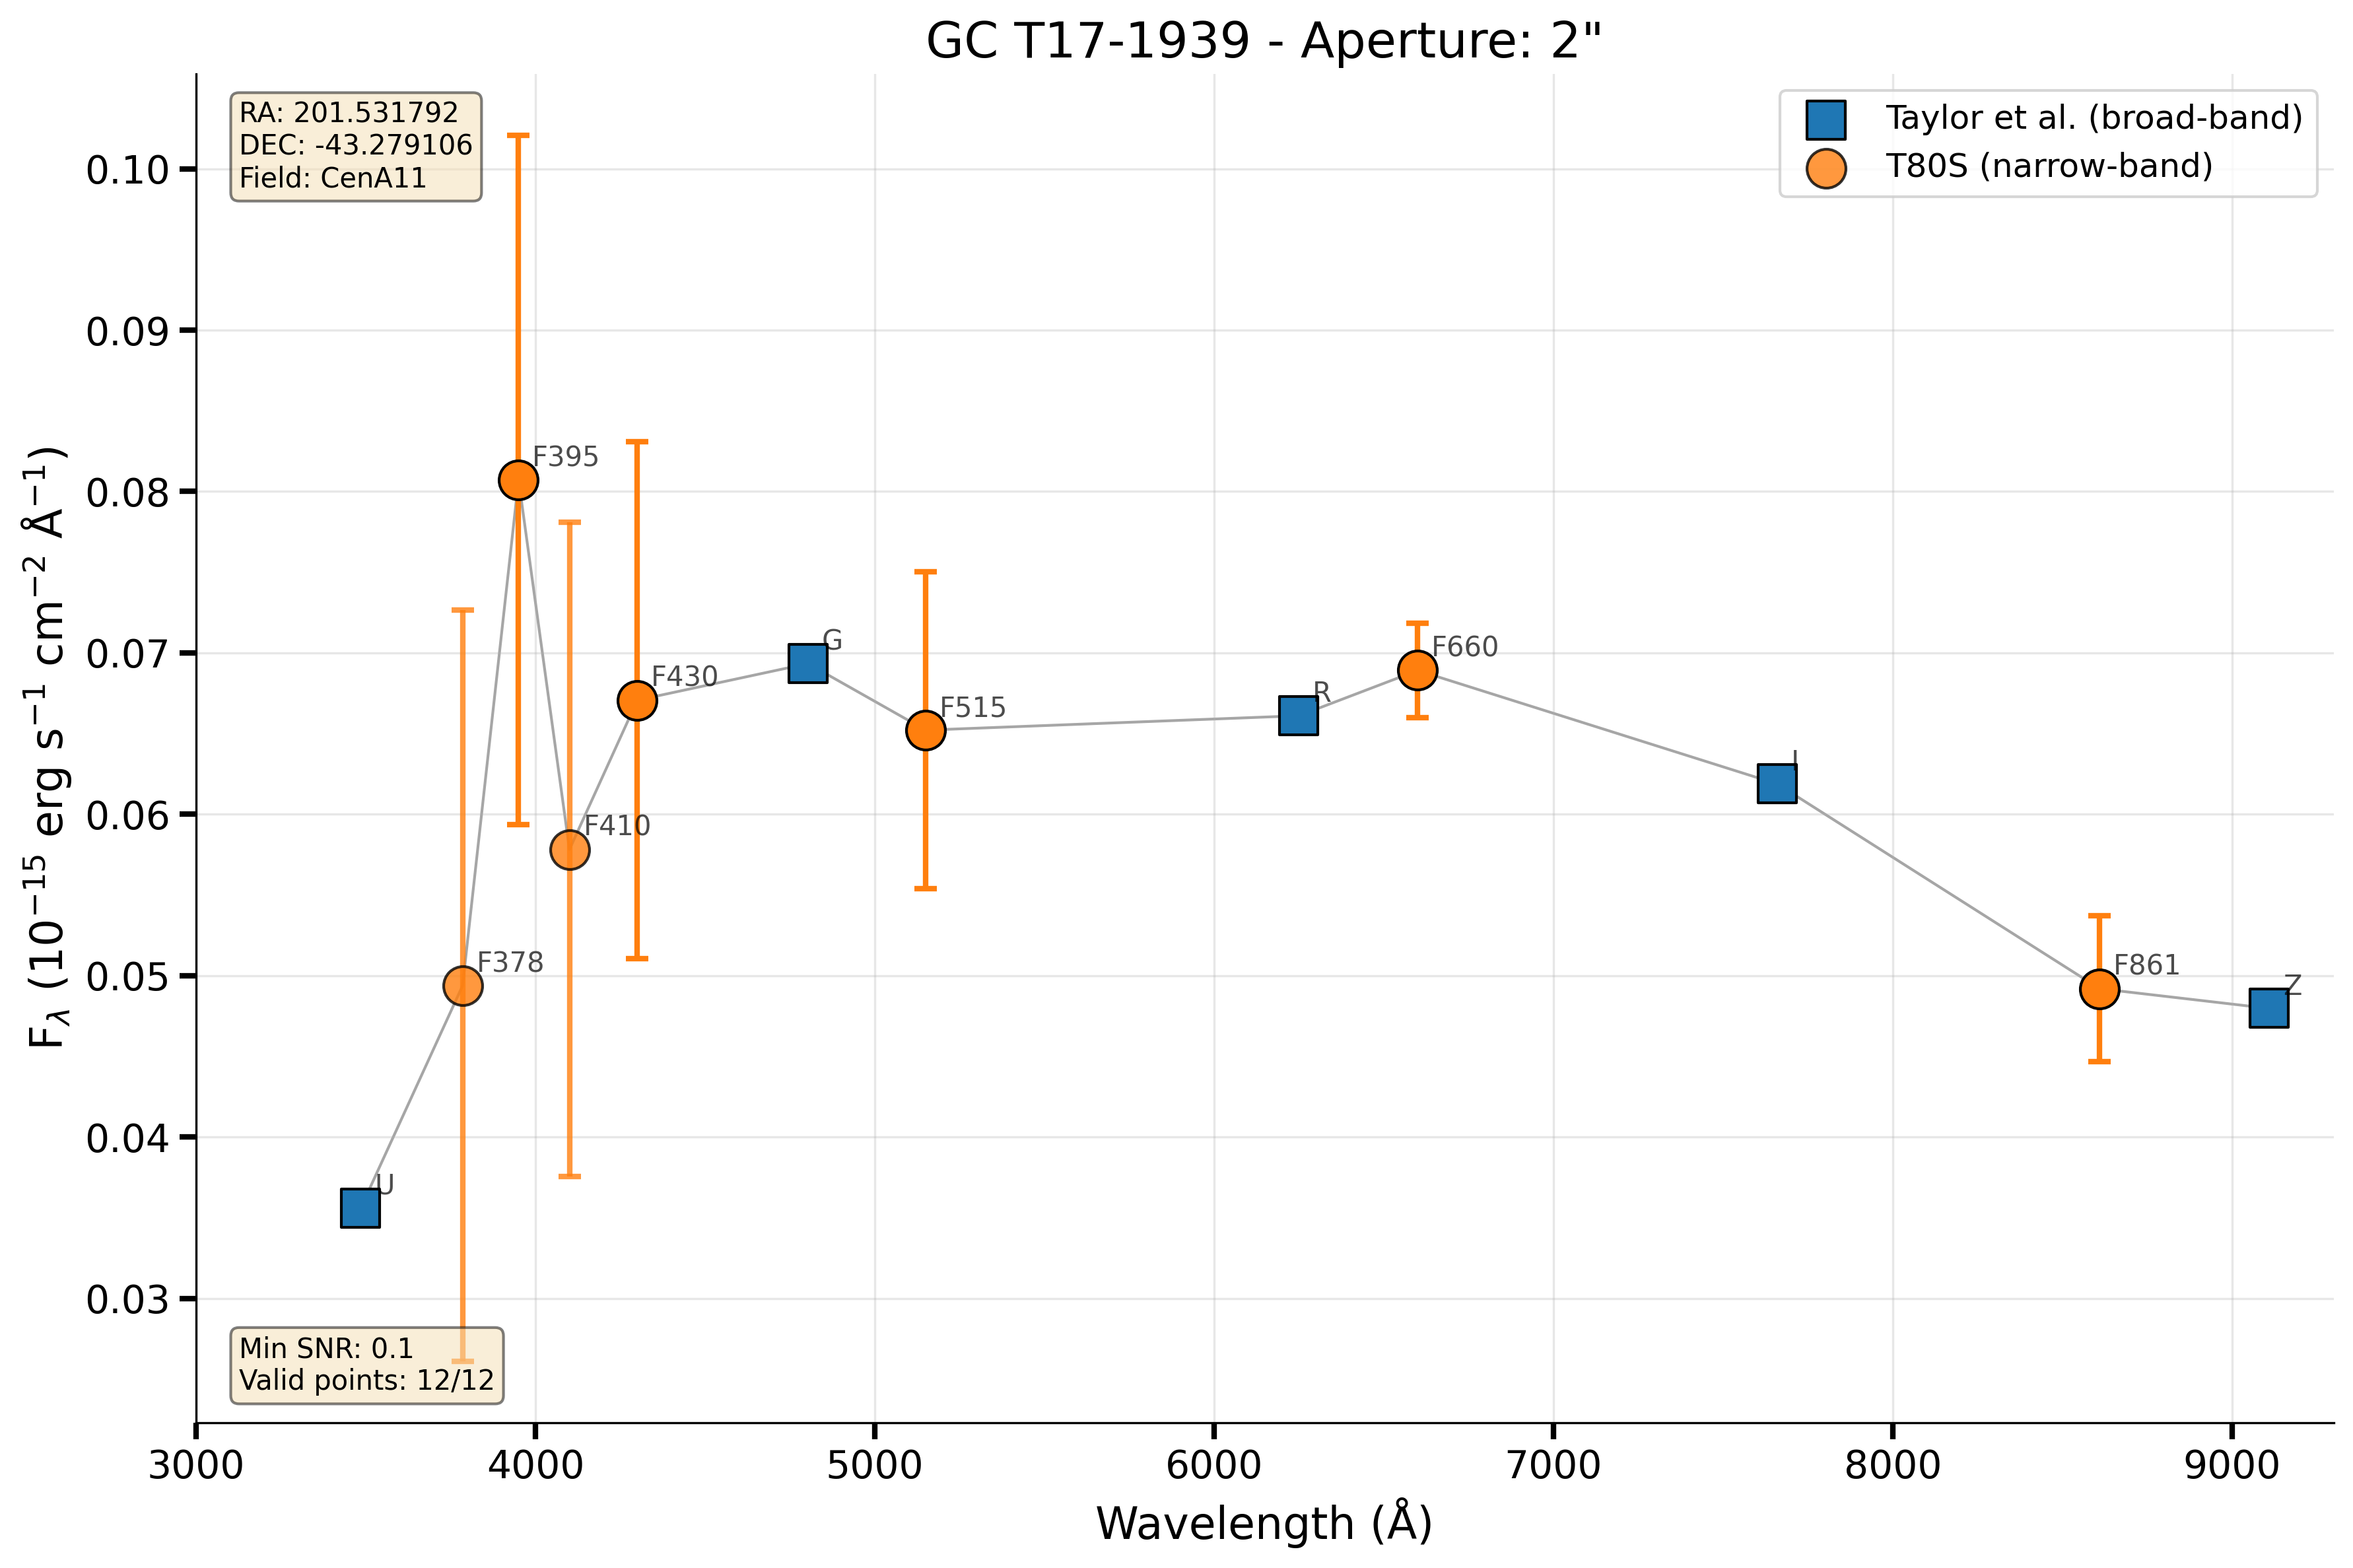 GC T17-1939 - Aperture: 2"
RA: 201.531792
DEC: -43.279106
Field: CenA11
Taylor et al. (broad-band)
T80S (narrow-band)
0.10
0.09
0.08
0.07
0.06
0.05
0.04
0.03
F_λ (10⁻¹⁵ erg s⁻¹ cm⁻² Å⁻¹)
U
F378
F395
F410
F430
G
F515
R
F660
I
F861
Z
Min SNR: 0.1
Valid points: 12/12
3000 4000 5000 6000 7000 8000 9000
Wavelength (Å)